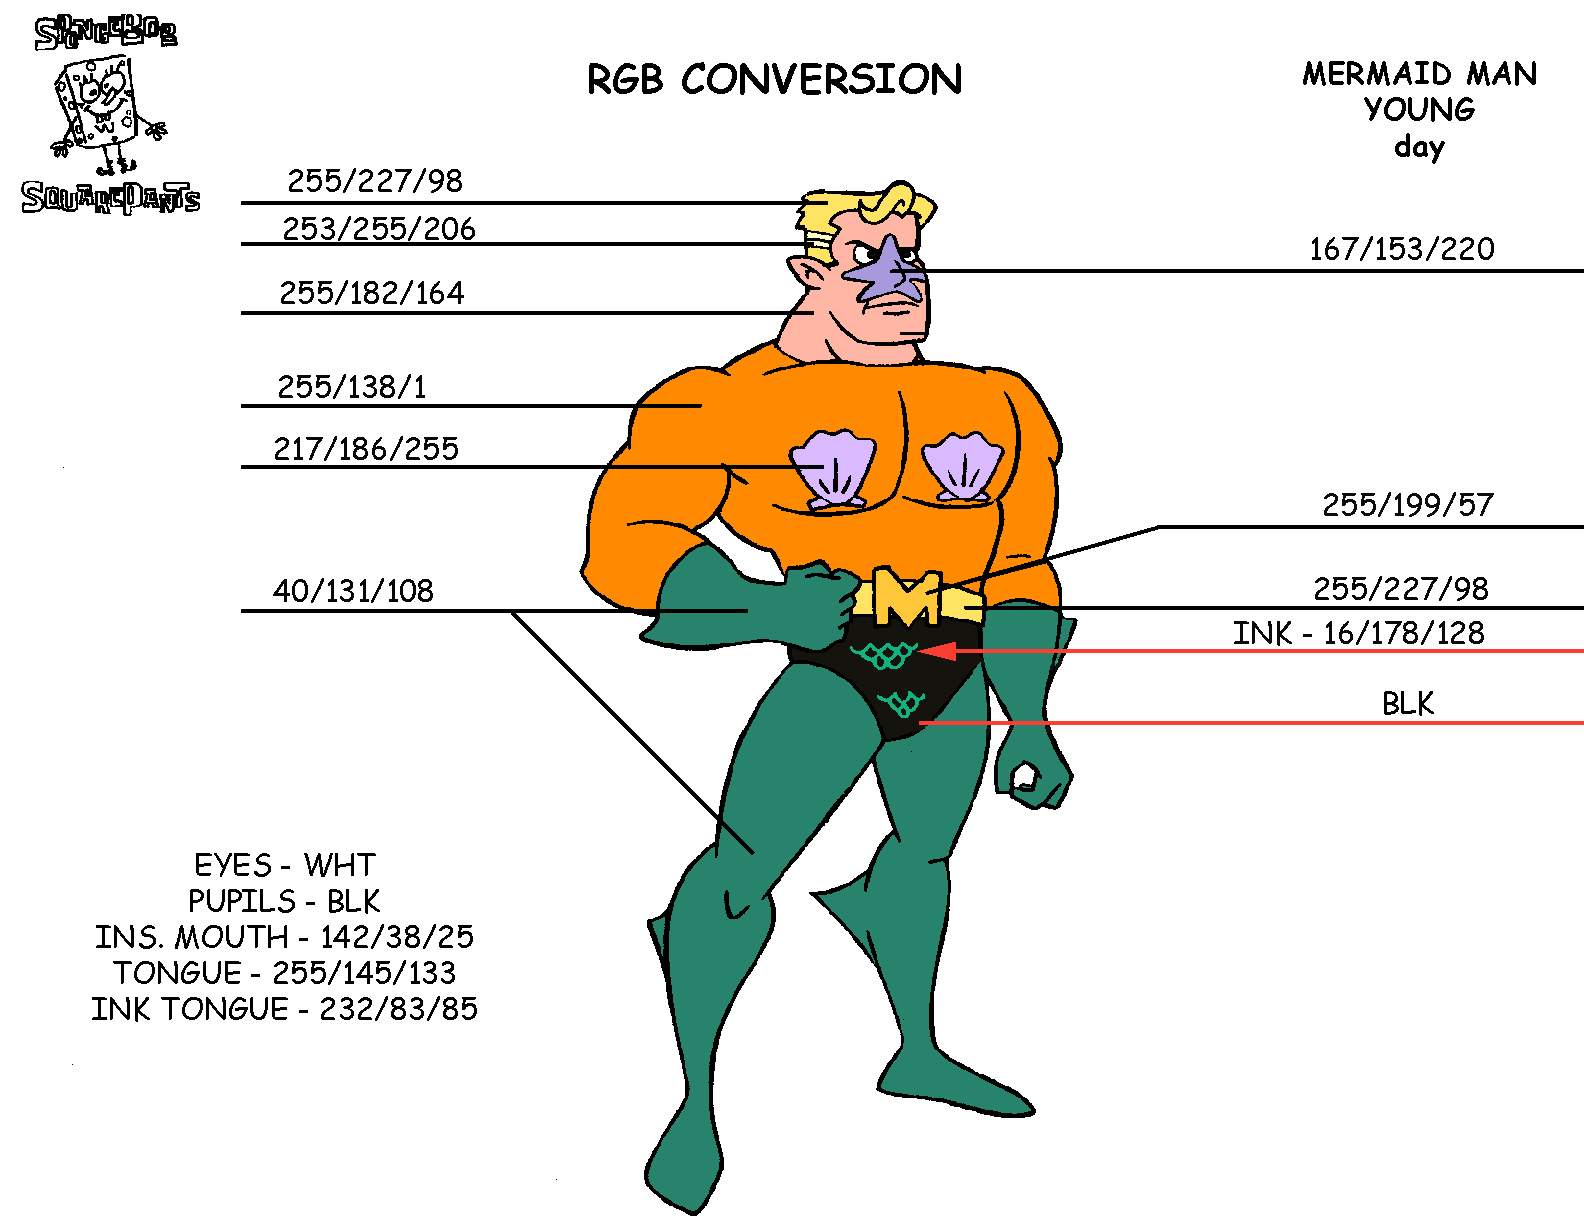 SPONGEBOB
SQUAREPANTS
RGB CONVERSION
MERMAID MAN
YOUNG
day
255/227/98
253/255/206
255/182/164
255/138/1
217/186/255
40/131/108
167/153/220
255/199/57
255/227/98
INK - 16/178/128
BLK
M
EYES - WHT
PUPILS - BLK
INS. MOUTH - 142/38/25
TONGUE - 255/145/133
INK TONGUE - 232/83/85